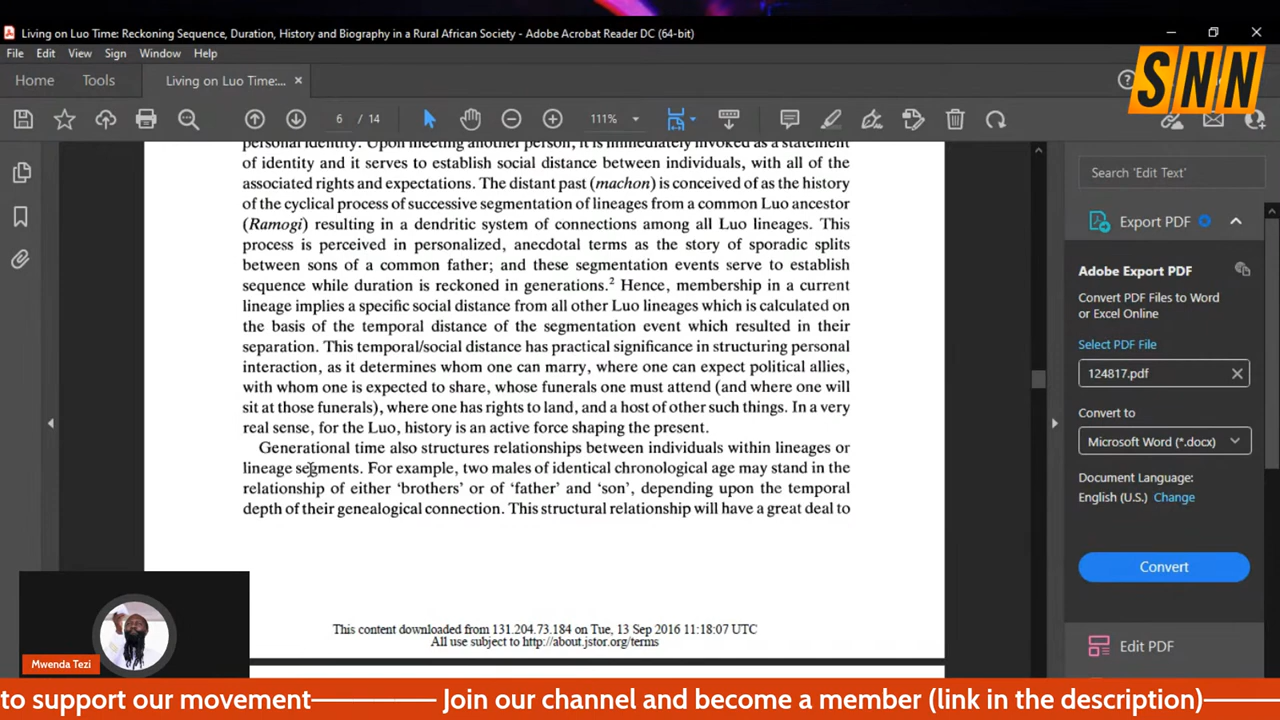 Living on Luo Time: Reckoning Sequence, Duration, History and Biography in a Rural African Society - Adobe Acrobat Reader DC (64-bit)
File Edit View Sign Window Help
Home Tools Living on Luo Time:...
SNN
6 / 14 111%
personal identity. Upon meeting another person, it is immediately invoked as a statement
of identity and it serves to establish social distance between individuals, with all of the
associated rights and expectations. The distant past (machon) is conceived of as the history
of the cyclical process of successive segmentation of lineages from a common Luo ancestor
(Ramogi) resulting in a dendritic system of connections among all Luo lineages. This
process is perceived in personalized, anecdotal terms as the story of sporadic splits
between sons of a common father; and these segmentation events serve to establish
sequence while duration is reckoned in generations.² Hence, membership in a current
lineage implies a specific social distance from all other Luo lineages which is calculated on
the basis of the temporal distance of the segmentation event which resulted in their
separation. This temporal/social distance has practical significance in structuring personal
interaction, as it determines whom one can marry, where one can expect political allies,
with whom one is expected to share, whose funerals one must attend (and where one will
sit at those funerals), where one has rights to land, and a host of other such things. In a very
real sense, for the Luo, history is an active force shaping the present.
Generational time also structures relationships between individuals within lineages or
lineage segments. For example, two males of identical chronological age may stand in the
relationship of either ‘brothers’ or of ‘father’ and ‘son’, depending upon the temporal
depth of their genealogical connection. This structural relationship will have a great deal to
This content downloaded from 131.204.73.184 on Tue, 13 Sep 2016 11:18:07 UTC
All use subject to http://about.jstor.org/terms
Search 'Edit Text'
Export PDF
Adobe Export PDF
Convert PDF Files to Word
or Excel Online
Select PDF File
124817.pdf
Convert to
Microsoft Word (*.docx)
Document Language:
English (U.S.) Change
Convert
Edit PDF
Mwenda Tezi
to support our movement———— Join our channel and become a member (link in the description)——